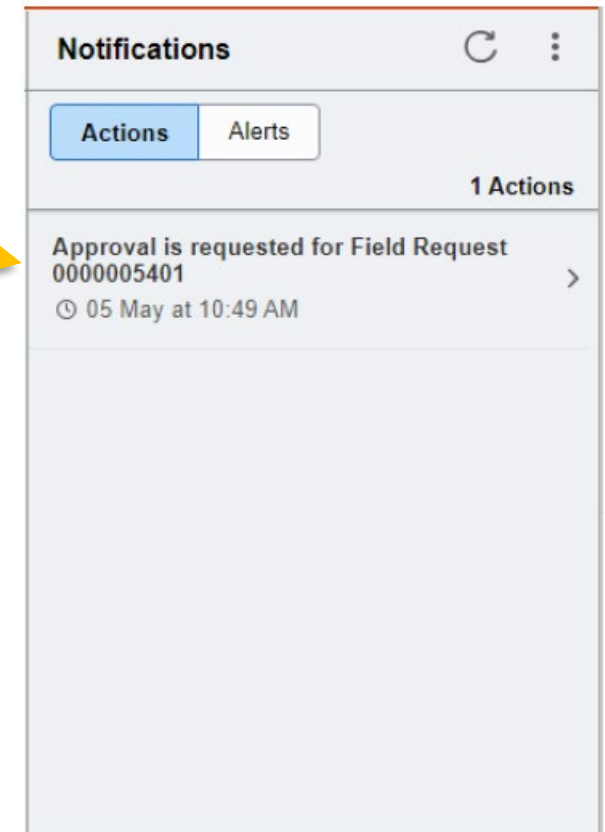 Notifications
Actions
Alerts
1 Actions
Approval is requested for Field Request
0000005401
05 May at 10:49 AM